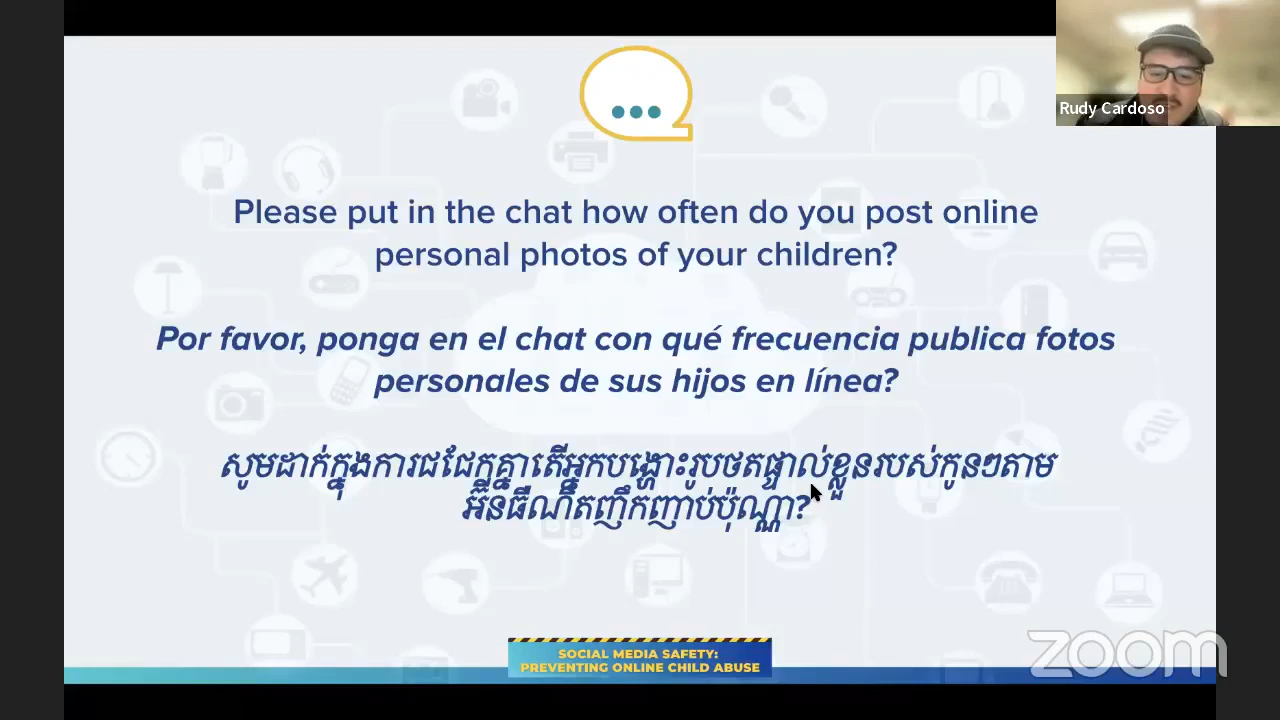 Rudy Cardoso
Please put in the chat how often do you post online
personal photos of your children?
Por favor, ponga en el chat con qué frecuencia publica fotos
personales de sus hijos en línea?
សូមដាក់ក្នុងការជជែកគ្នាតើអ្នកបង្ហោះរូបថតផ្ទាល់ខ្លួនរបស់កូនៗតាម
អ៊ីនធឺណិតញឹកញាប់ប៉ុណ្ណា?
SOCIAL MEDIA SAFETY:
PREVENTING ONLINE CHILD ABUSE
zoom